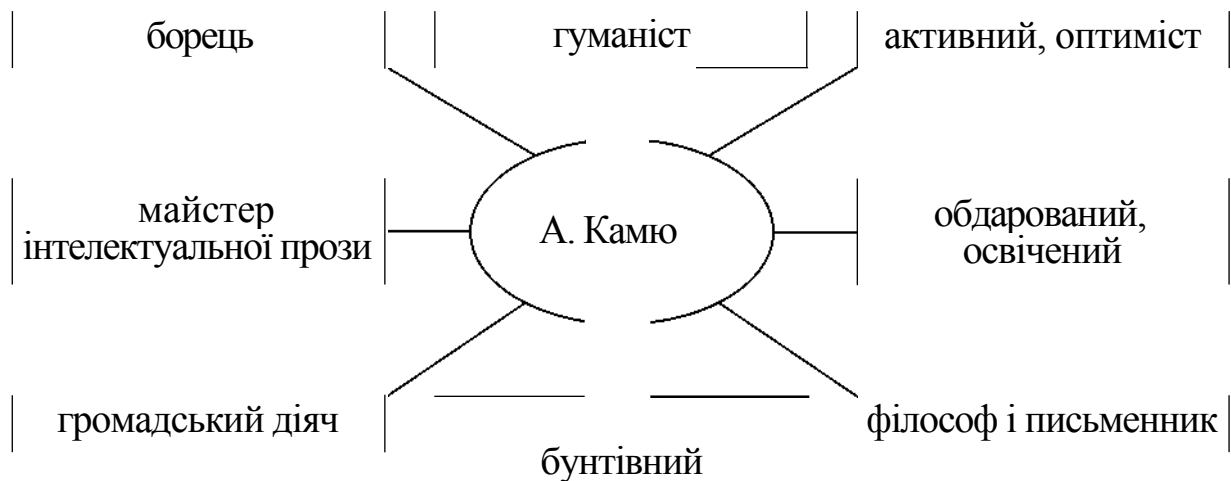 борець
гуманіст
активний, оптиміст
майстер
інтелектуальної прози
А. Камю
обдарований,
освічений
громадський діяч
бунтівний
філософ і письменник